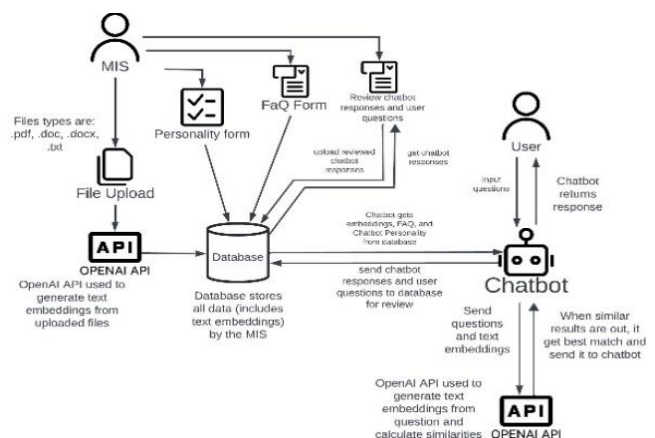 MIS
Files types are:
.pdf, .doc, .docx,
.txt
File Upload
API
OPENAI API
OpenAI API used to
generate text
embeddings from
uploaded files
Personality form
FaQ Form
Review chatbot
responses and user
questions
upload reviewed
chatbot
responses
get chatbot
responses
Database
Database stores
all data (includes
text embeddings)
by the MIS
Chatbot gets
embeddings, FAQ, and
Chatbot Personality
from database
send chatbot
responses and user
questions to database
for review
User
Input
questions
Chatbot
returns
response
Chatbot
Send
questions
and text
embeddings
When similar
results are out, it
get best match and
send it to chatbot
OpenAI API used to
generate text
embeddings from
question and
calculate similarities
API
OPENAI API